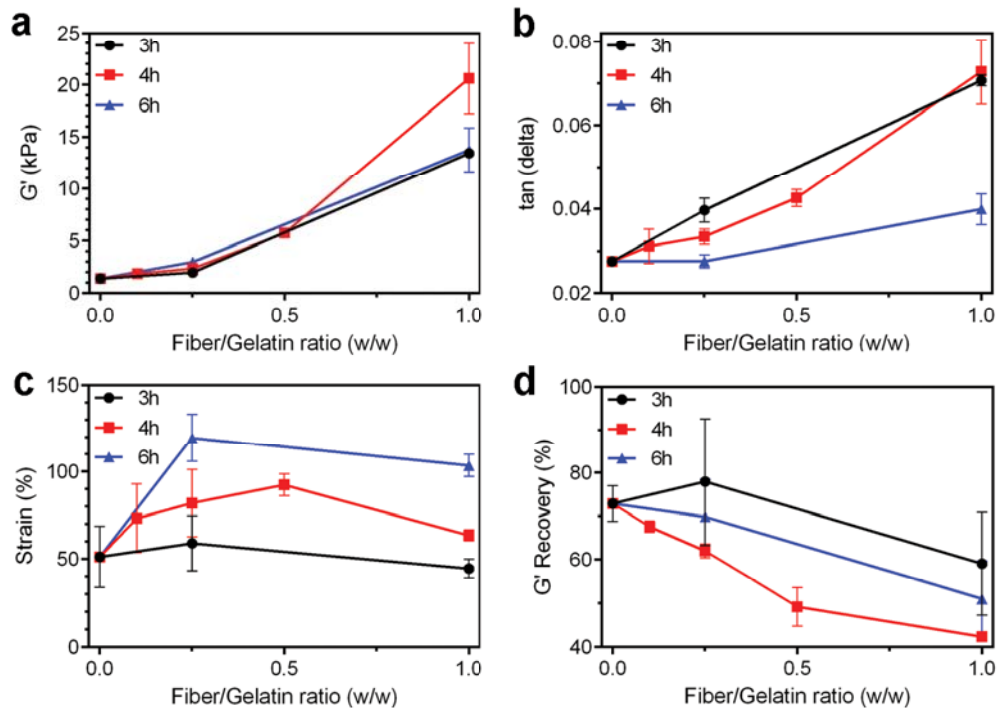 a
25
20
15
10
5
0
G' (kPa)
3h
4h
6h
0.0
0.5
1.0
Fiber/Gelatin ratio (w/w)
b
0.08
0.06
0.04
0.02
tan (delta)
3h
4h
6h
0.0
0.5
1.0
Fiber/Gelatin ratio (w/w)
c
150
100
50
0
Strain (%)
3h
4h
6h
0.0
0.5
1.0
Fiber/Gelatin ratio (w/w)
d
100
80
60
40
G' Recovery (%)
3h
4h
6h
0.0
0.5
1.0
Fiber/Gelatin ratio (w/w)